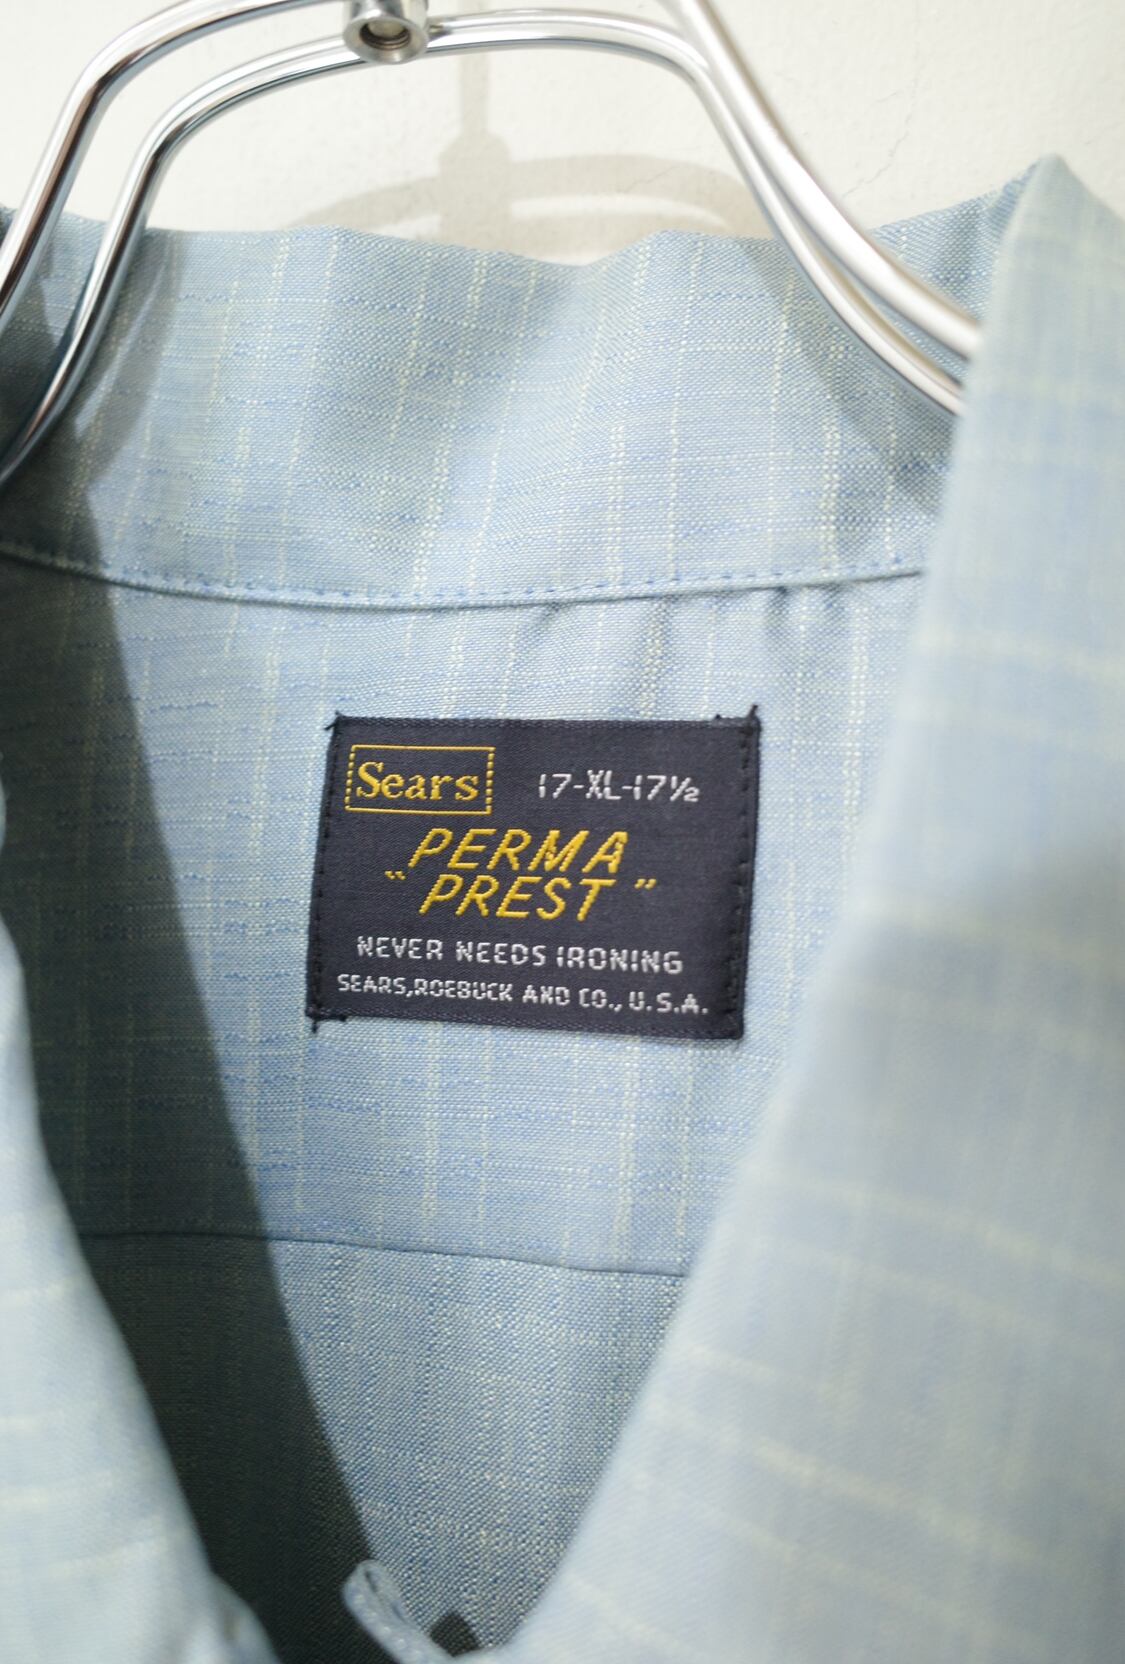 Sears 17-XL-17½
PERMA
"PREST"
NEVER NEEDS IRONING
SEARS, ROEBUCK AND CO., U.S.A.